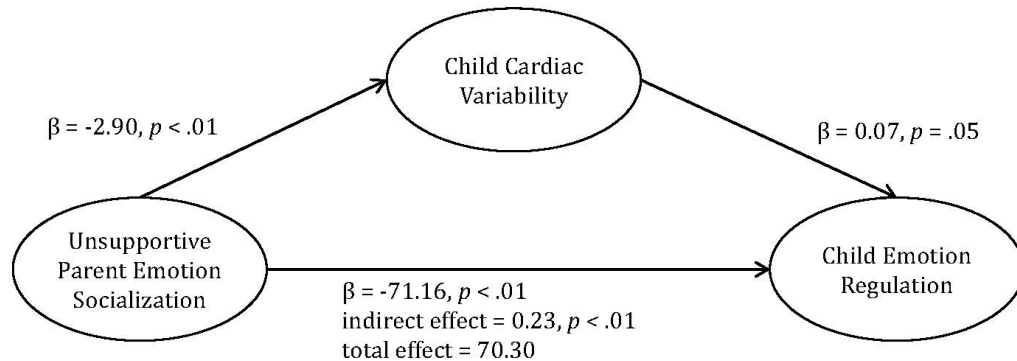 Child Cardiac
Variability
β = -2.90, p < .01
β = 0.07, p = .05
Unsupportive
Parent Emotion
Socialization
Child Emotion
Regulation
β = -71.16, p < .01
indirect effect = 0.23, p < .01
total effect = 70.30